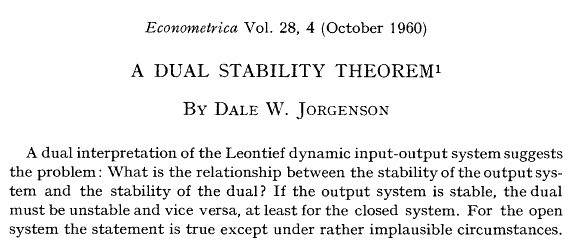 Econometrica Vol. 28, 4 (October 1960)
A DUAL STABILITY THEOREM¹
By Dale W. Jorgenson
A dual interpretation of the Leontief dynamic input-output system suggests
the problem: What is the relationship between the stability of the output sys-
tem and the stability of the dual? If the output system is stable, the dual
must be unstable and vice versa, at least for the closed system. For the open
system the statement is true except under rather implausible circumstances.